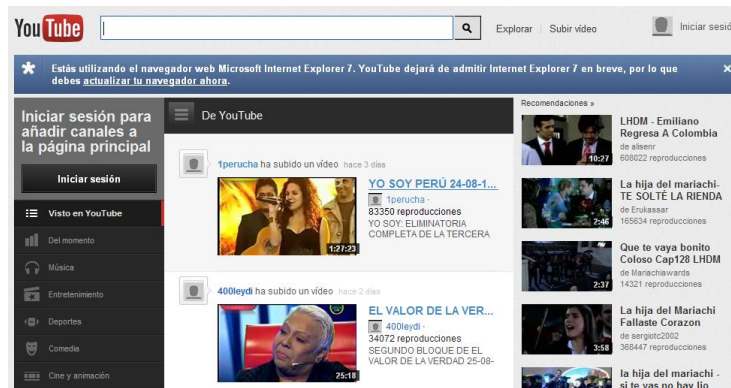 YouTube
Explorar | Subir vídeo
Iniciar sesió
Estás utilizando el navegador web Microsoft Internet Explorer 7. YouTube dejará de admitir Internet Explorer 7 en breve, por lo que
debes actualizar tu navegador ahora.
Iniciar sesión para
añadir canales a
la página principal
Iniciar sesión
Visto en YouTube
Del momento
Música
Entretenimiento
Deportes
Comedia
Cine y animación
De YouTube
1perucha ha subido un vídeo hace 3 días
1:27:23
YO SOY PERÚ 24-08-1...
1perucha -
83350 reproducciones
YO SOY: ELIMINATORIA
COMPLETA DE LA TERCERA
400leydi ha subido un vídeo hace 2 días
25:18
EL VALOR DE LA VER...
400leydi -
34072 reproducciones
SEGUNDO BLOQUE DE EL
VALOR DE LA VERDAD 25-08-
Recomendaciones »
10:27
LHDM - Emiliano
Regresa A Colombia
de alisenr
608022 reproducciones
2:46
La hija del mariachi-
TE SOLTÉ LA RIENDA
de Erukassar
165634 reproducciones
2:37
Que te vaya bonito
Coloso Cap128 LHDM
de Mariachiawards
14321 reproducciones
3:58
La hija del Mariachi
Fallaste Corazon
de sergiotc2002
368447 reproducciones
la hija del mariachi -
si te vas no hay lio